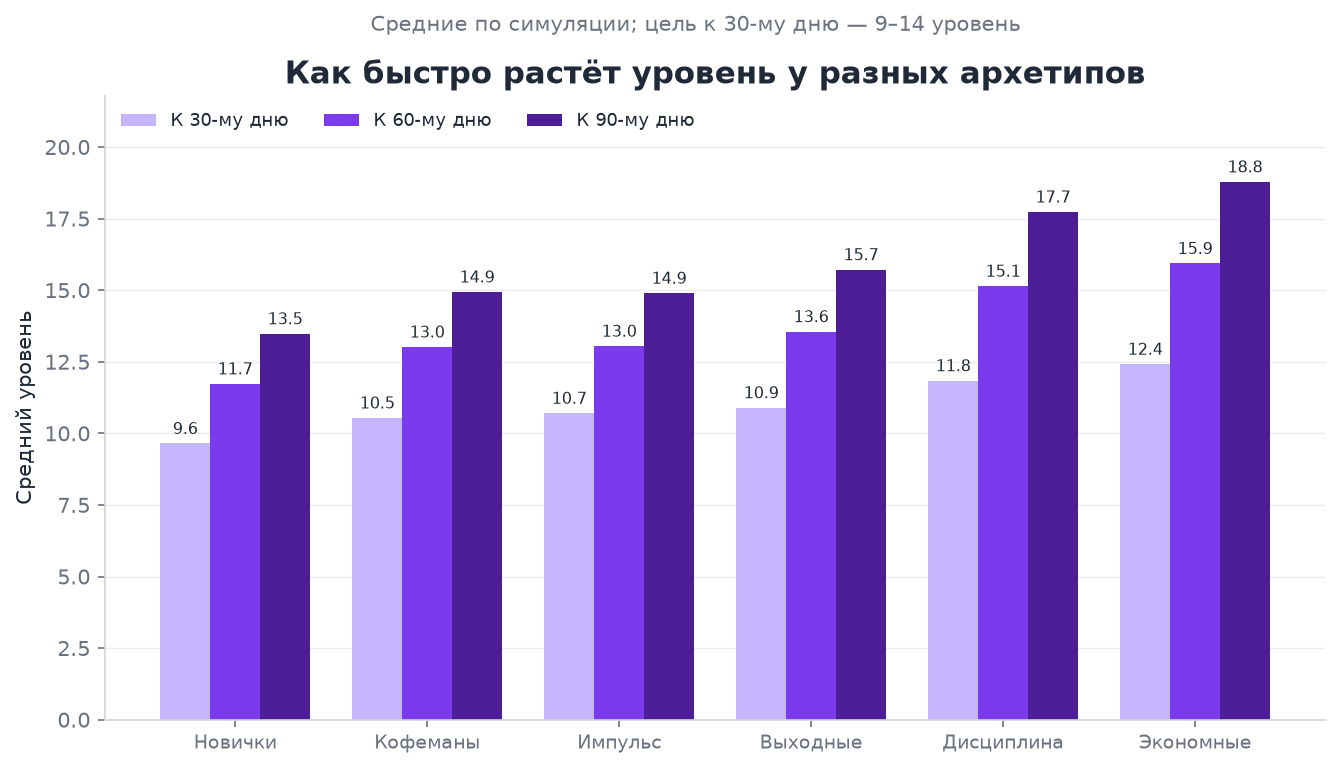 Средние по симуляции; цель к 30-му дню — 9–14 уровень
Как быстро растёт уровень у разных архетипов
К 30-му дню К 60-му дню К 90-му дню
Средний уровень
20.0
17.5
15.0
12.5
10.0
7.5
5.0
2.5
0.0
9.6 11.7 13.5
10.5 13.0 14.9
10.7 13.0 14.9
10.9 13.6 15.7
11.8 15.1 17.7
12.4 15.9 18.8
Новички Кофеманы Импульс Выходные Дисциплина Экономные